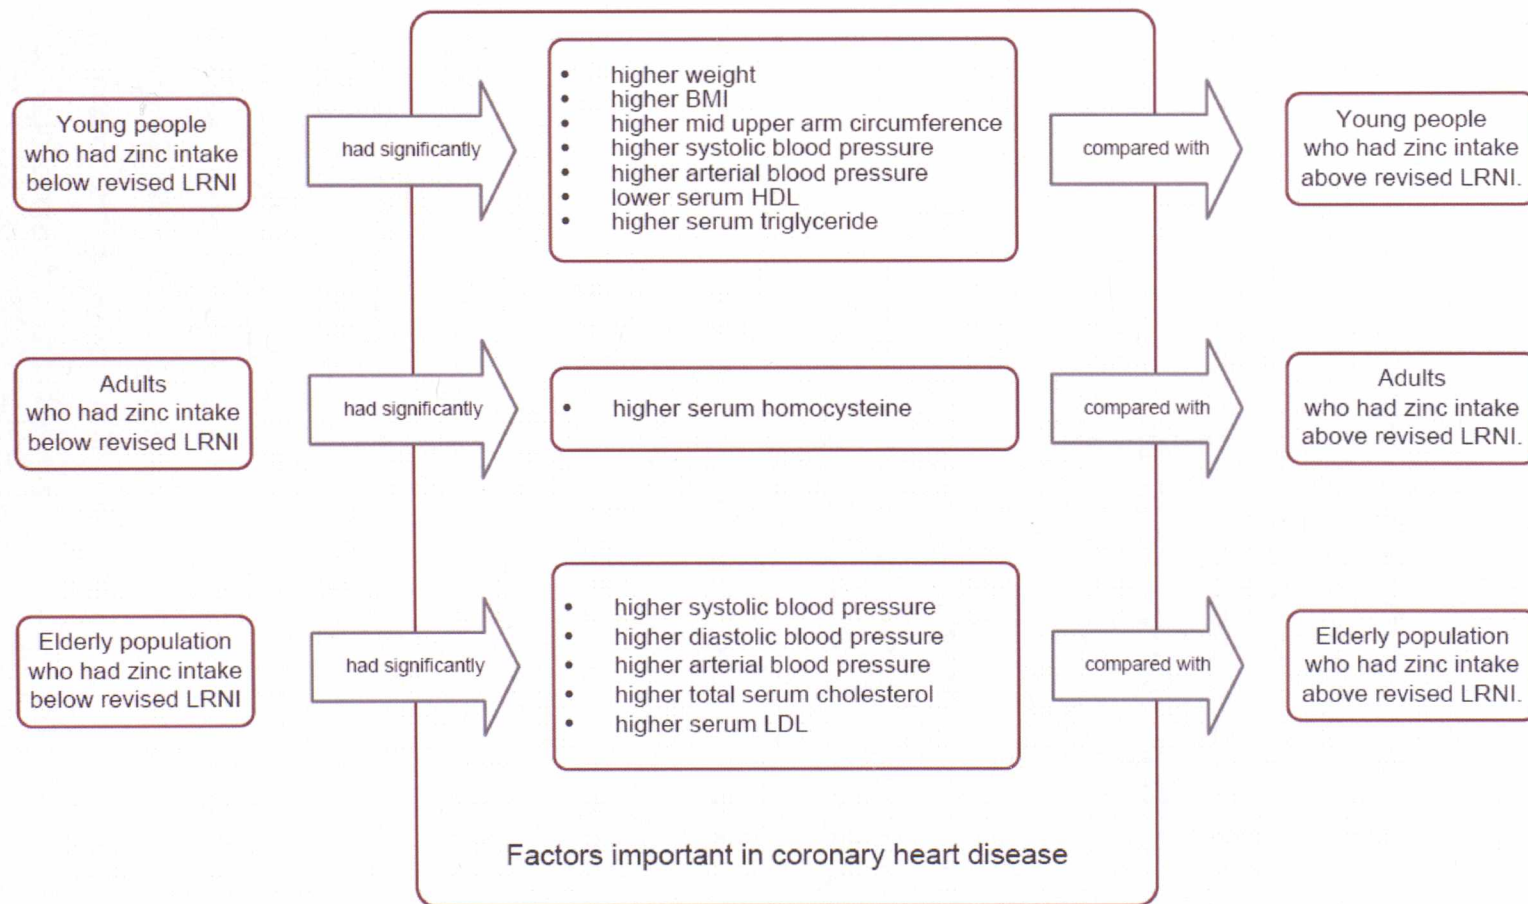 Young people
who had zinc intake
below revised LRNI
had significantly
• higher weight
• higher BMI
• higher mid upper arm circumference
• higher systolic blood pressure
• higher arterial blood pressure
• lower serum HDL
• higher serum triglyceride
compared with
Young people
who had zinc intake
above revised LRNI.
Adults
who had zinc intake
below revised LRNI
had significantly
• higher serum homocysteine
compared with
Adults
who had zinc intake
above revised LRNI.
Elderly population
who had zinc intake
below revised LRNI
had significantly
• higher systolic blood pressure
• higher diastolic blood pressure
• higher arterial blood pressure
• higher total serum cholesterol
• higher serum LDL
compared with
Elderly population
who had zinc intake
above revised LRNI.
Factors important in coronary heart disease